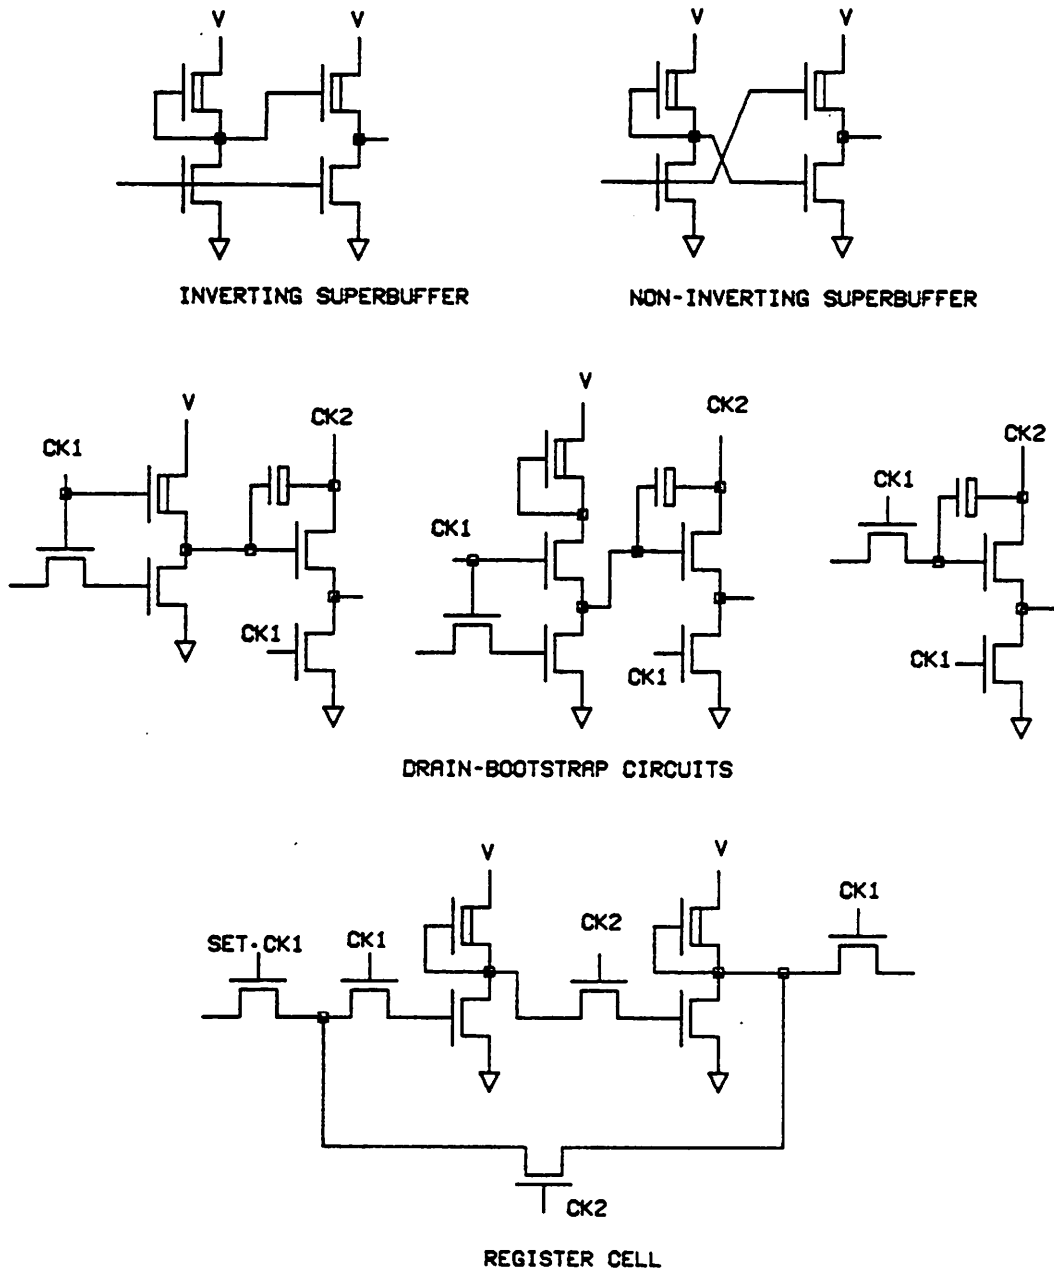 V V V V
INVERTING SUPERBUFFER
NON-INVERTING SUPERBUFFER
V
CK1
CK2
CK1
V
CK2
CK1
CK1
CK2
CK1
CK1
DRAIN-BOOTSTRAP CIRCUITS
V
V
SET·CK1
CK1
CK2
CK1
CK2
REGISTER CELL